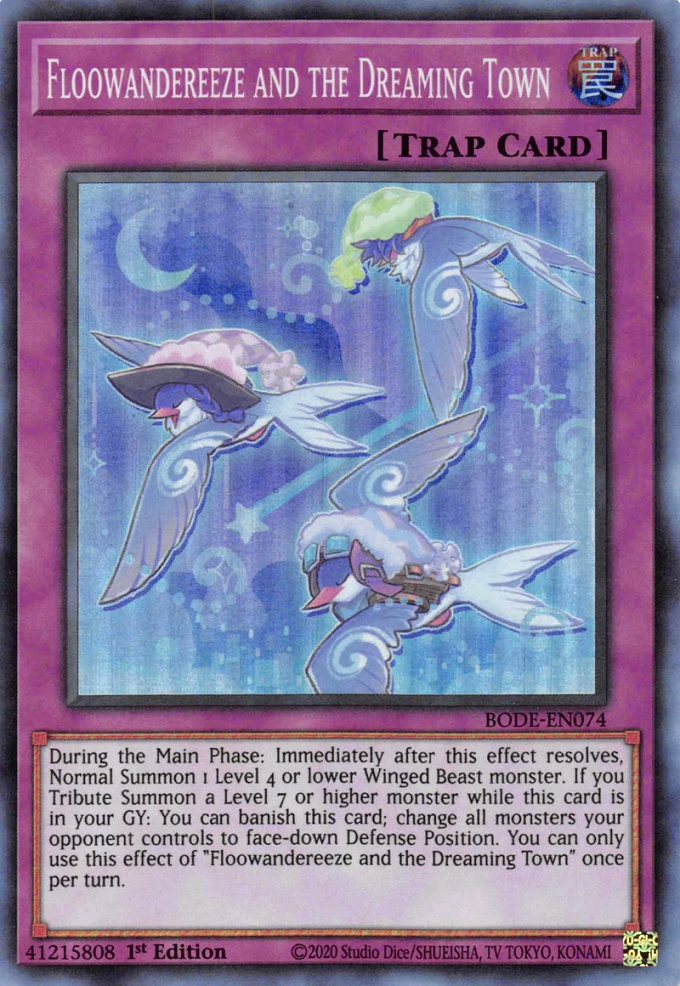 Floowandereeze and the Dreaming Town
TRAP
罠
[Trap Card]
BODE-EN074
During the Main Phase: Immediately after this effect resolves,
Normal Summon 1 Level 4 or lower Winged Beast monster. If you
Tribute Summon a Level 7 or higher monster while this card is
in your GY: You can banish this card; change all monsters your
opponent controls to face-down Defense Position. You can only
use this effect of "Floowandereeze and the Dreaming Town" once
per turn.
41215808 1st Edition ©2020 Studio Dice/SHUEISHA, TV TOKYO, KONAMI